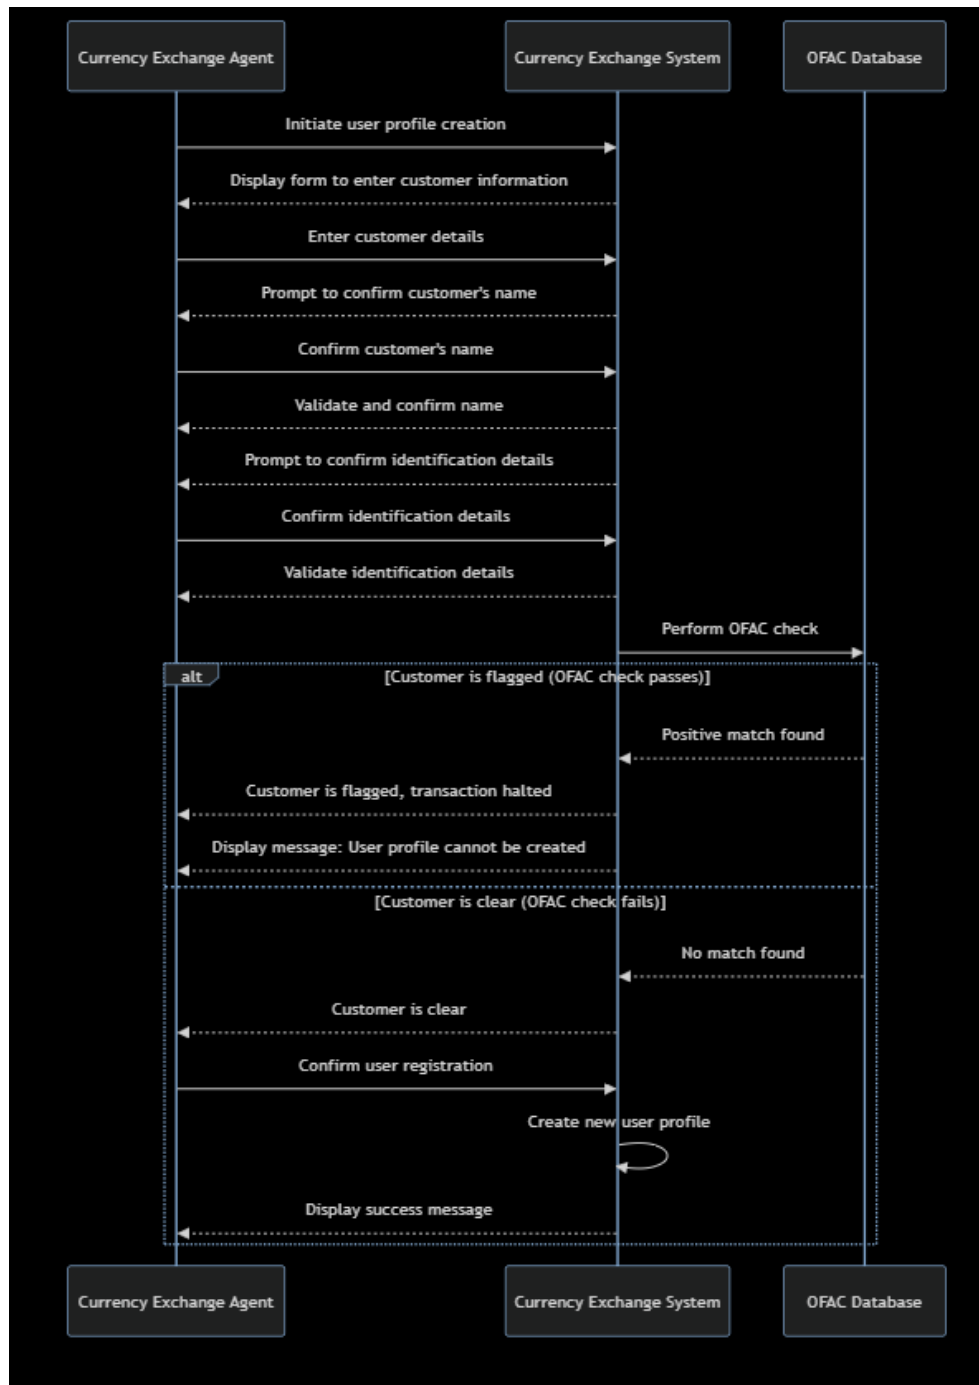 Currency Exchange Agent
Currency Exchange System
OFAC Database
Initiate user profile creation
Display form to enter customer information
Enter customer details
Prompt to confirm customer's name
Confirm customer's name
Validate and confirm name
Prompt to confirm identification details
Confirm identification details
Validate identification details
Perform OFAC check
alt
[Customer is flagged (OFAC check passes)]
Positive match found
Customer is flagged, transaction halted
Display message: User profile cannot be created
[Customer is clear (OFAC check fails)]
No match found
Customer is clear
Confirm user registration
Create new user profile
Display success message
Currency Exchange Agent
Currency Exchange System
OFAC Database